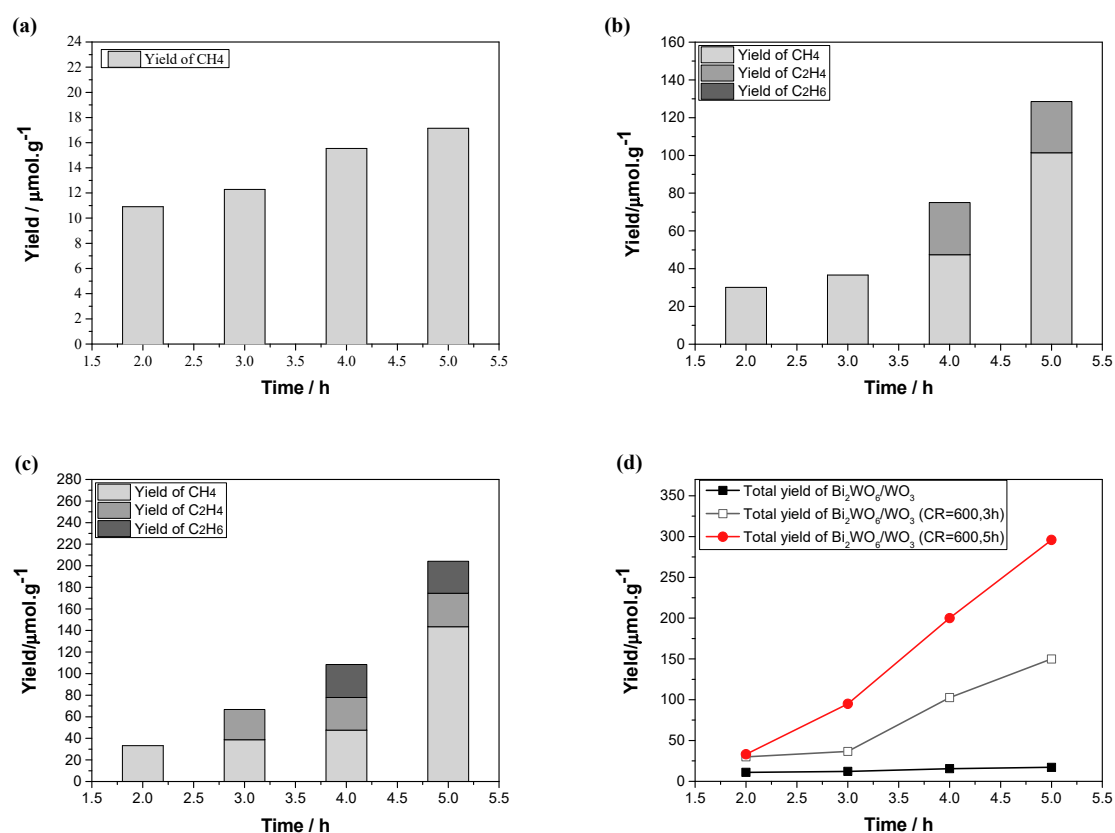 (a)
24
22
20
18
16
14
12
10
8
6
4
2
0
Yield / μmol.g-1
Yield of CH4
1.5 2.0 2.5 3.0 3.5 4.0 4.5 5.0 5.5
Time / h
(b)
160
140
120
100
80
60
40
20
0
Yield/μmol.g-1
Yield of CH4
Yield of C2H4
Yield of C2H6
1.5 2.0 2.5 3.0 3.5 4.0 4.5 5.0 5.5
Time / h
(c)
280
260
240
220
200
180
160
140
120
100
80
60
40
20
0
Yield/μmol.g-1
Yield of CH4
Yield of C2H4
Yield of C2H6
1.5 2.0 2.5 3.0 3.5 4.0 4.5 5.0 5.5
Time / h
(d)
350
300
250
200
150
100
50
0
Yield/μmol.g-1
Total yield of Bi2WO6/WO3
Total yield of Bi2WO6/WO3 (CR=600,3h)
Total yield of Bi2WO6/WO3 (CR=600,5h)
1.5 2.0 2.5 3.0 3.5 4.0 4.5 5.0 5.5
Time / h